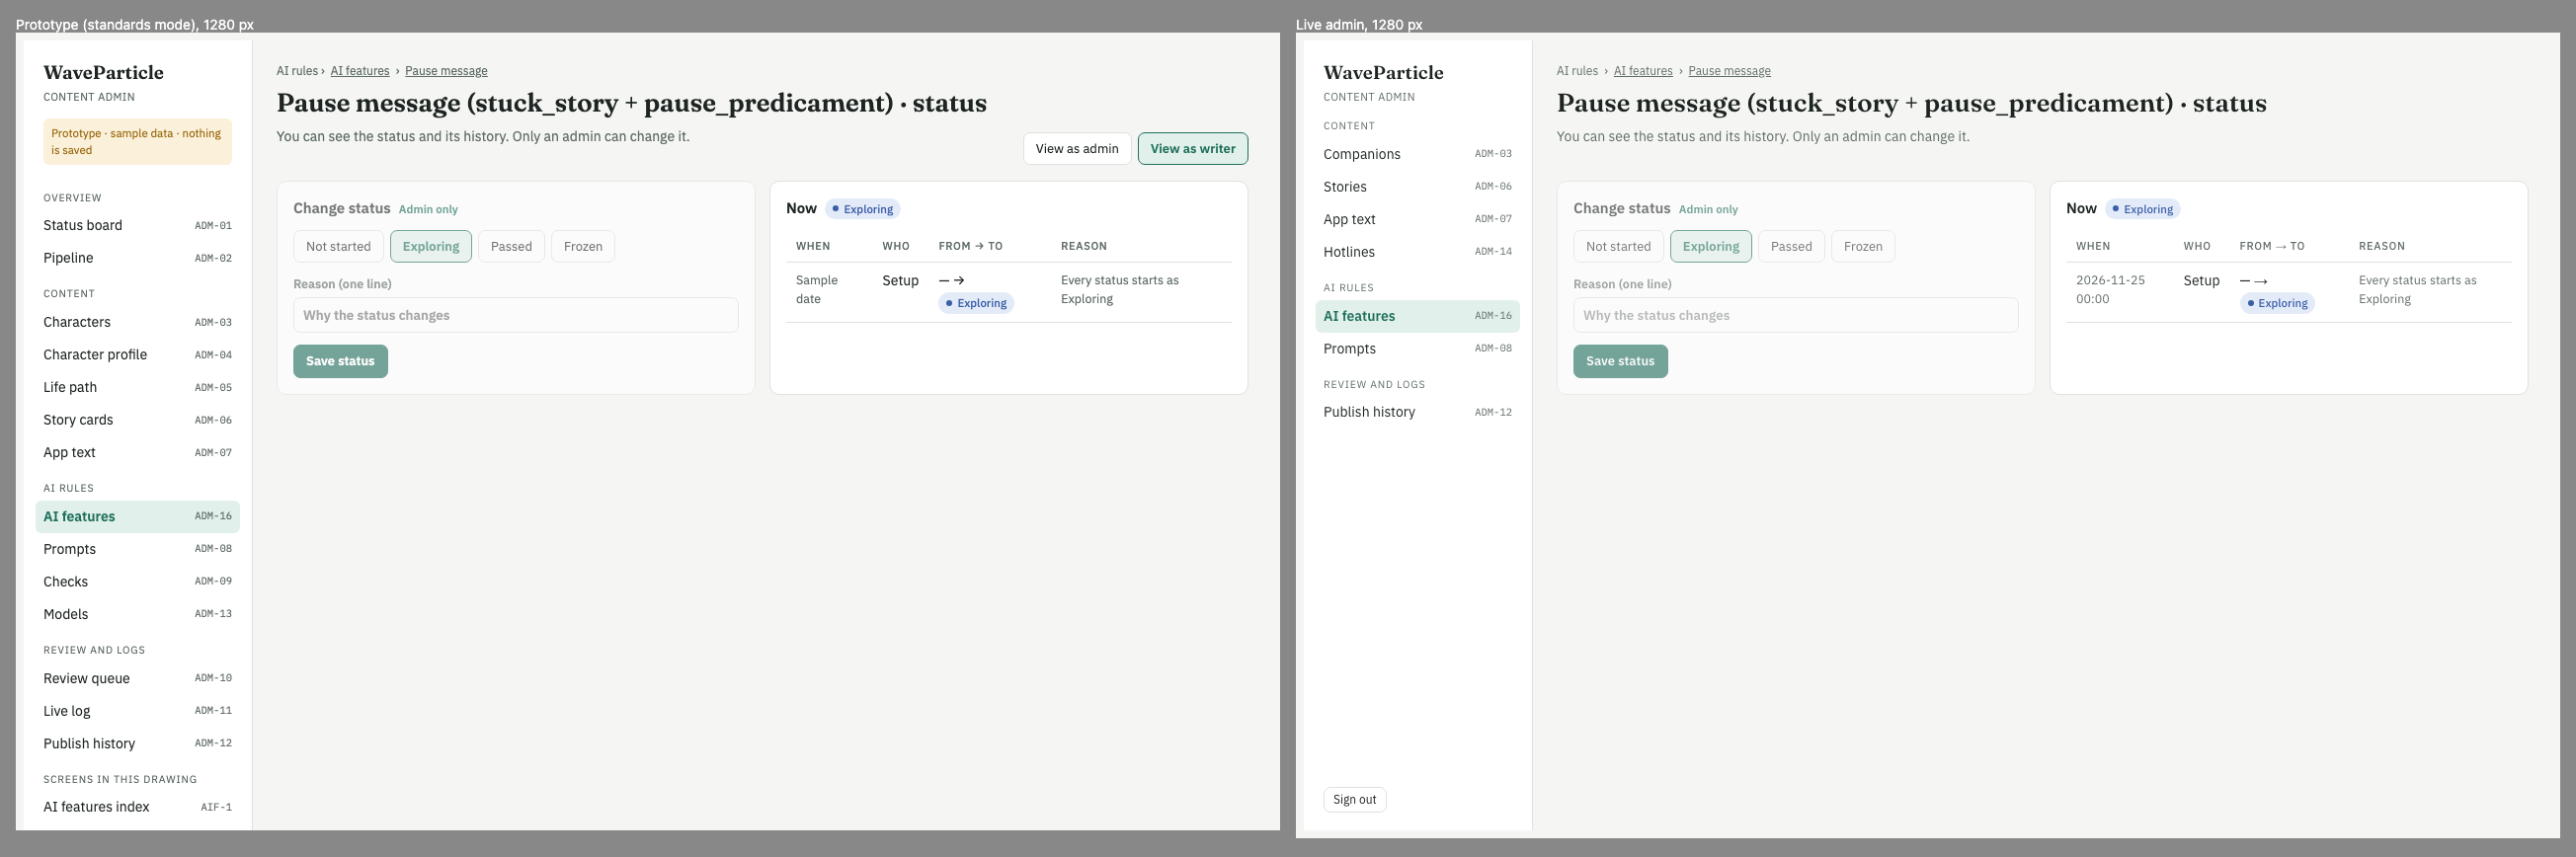 Prototype (standards mode), 1280 px
WaveParticle
CONTENT ADMIN
Prototype · sample data · nothing
is saved
OVERVIEW
Status board ADM-01
Pipeline ADM-02
CONTENT
Characters ADM-03
Character profile ADM-04
Life path ADM-05
Story cards ADM-06
App text ADM-07
AI RULES
AI features ADM-16
Prompts ADM-08
Checks ADM-09
Models ADM-13
REVIEW AND LOGS
Review queue ADM-10
Live log ADM-11
Publish history ADM-12
SCREENS IN THIS DRAWING
AI features index AIF-1
AI rules › AI features › Pause message
Pause message (stuck_story + pause_predicament) · status
You can see the status and its history. Only an admin can change it.
View as admin View as writer
Change status Admin only
Not started Exploring Passed Frozen
Reason (one line)
Why the status changes
Save status
Now Exploring
WHEN WHO FROM → TO REASON
Sample Setup — → Every status starts as
date Exploring Exploring
Live admin, 1280 px
WaveParticle
CONTENT ADMIN
CONTENT
Companions ADM-03
Stories ADM-06
App text ADM-07
Hotlines ADM-14
AI RULES
AI features ADM-16
Prompts ADM-08
REVIEW AND LOGS
Publish history ADM-12
Sign out
AI rules › AI features › Pause message
Pause message (stuck_story + pause_predicament) · status
You can see the status and its history. Only an admin can change it.
Change status Admin only
Not started Exploring Passed Frozen
Reason (one line)
Why the status changes
Save status
Now Exploring
WHEN WHO FROM → TO REASON
2026-11-25 Setup — → Every status starts as
00:00 Exploring Exploring